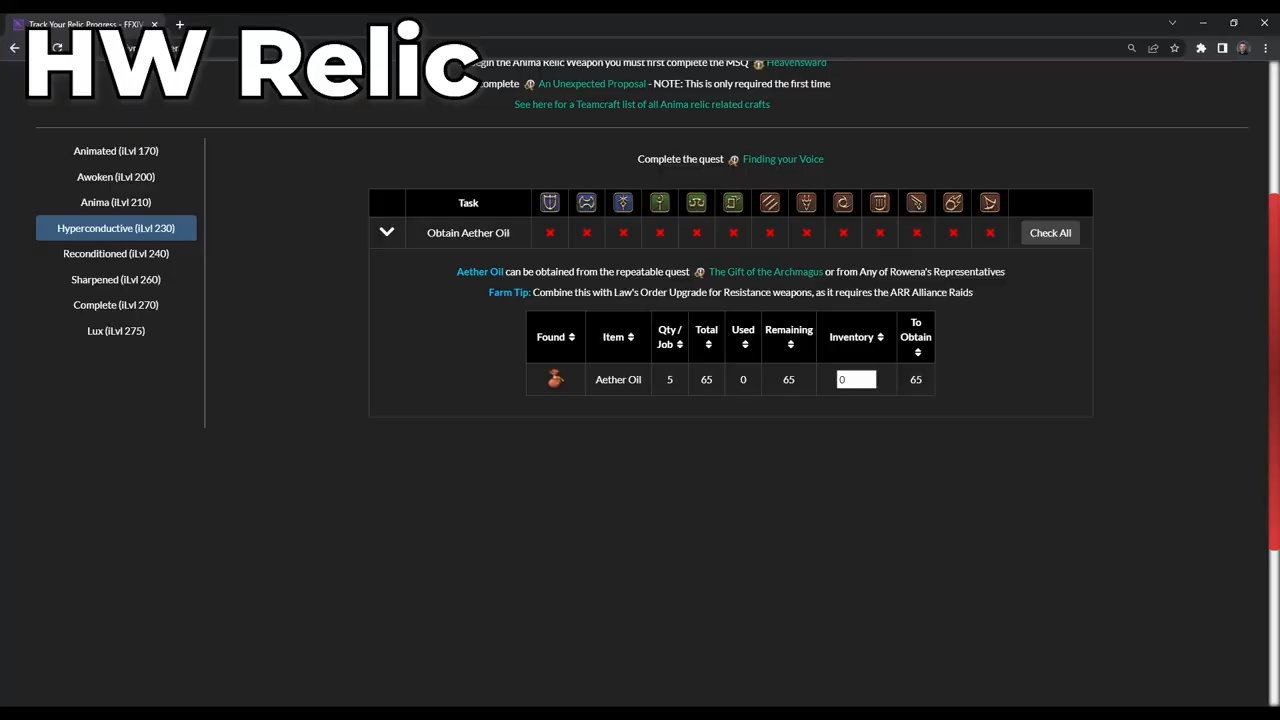 Track Your Relic Progress - FFXIV
HW Relic
begin the Anima Relic Weapon you must first complete the MSQ Heavensward
complete An Unexpected Proposal - NOTE: This is only required the first time
See here for a Teamcraft list of all Anima relic related crafts
Animated (iLvl 170)
Awoken (iLvl 200)
Anima (iLvl 210)
Hyperconductive (iLvl 230)
Reconditioned (iLvl 240)
Sharpened (iLvl 260)
Complete (iLvl 270)
Lux (iLvl 275)
Complete the quest Finding your Voice
Task
Obtain Aether Oil Check All
Aether Oil can be obtained from the repeatable quest The Gift of the Archmagus or from Any of Rowena's Representatives
Farm Tip: Combine this with Law's Order Upgrade for Resistance weapons, as it requires the ARR Alliance Raids
Found Item Qty / Job Total Used Remaining Inventory To Obtain
Aether Oil 5 65 0 65 0 65